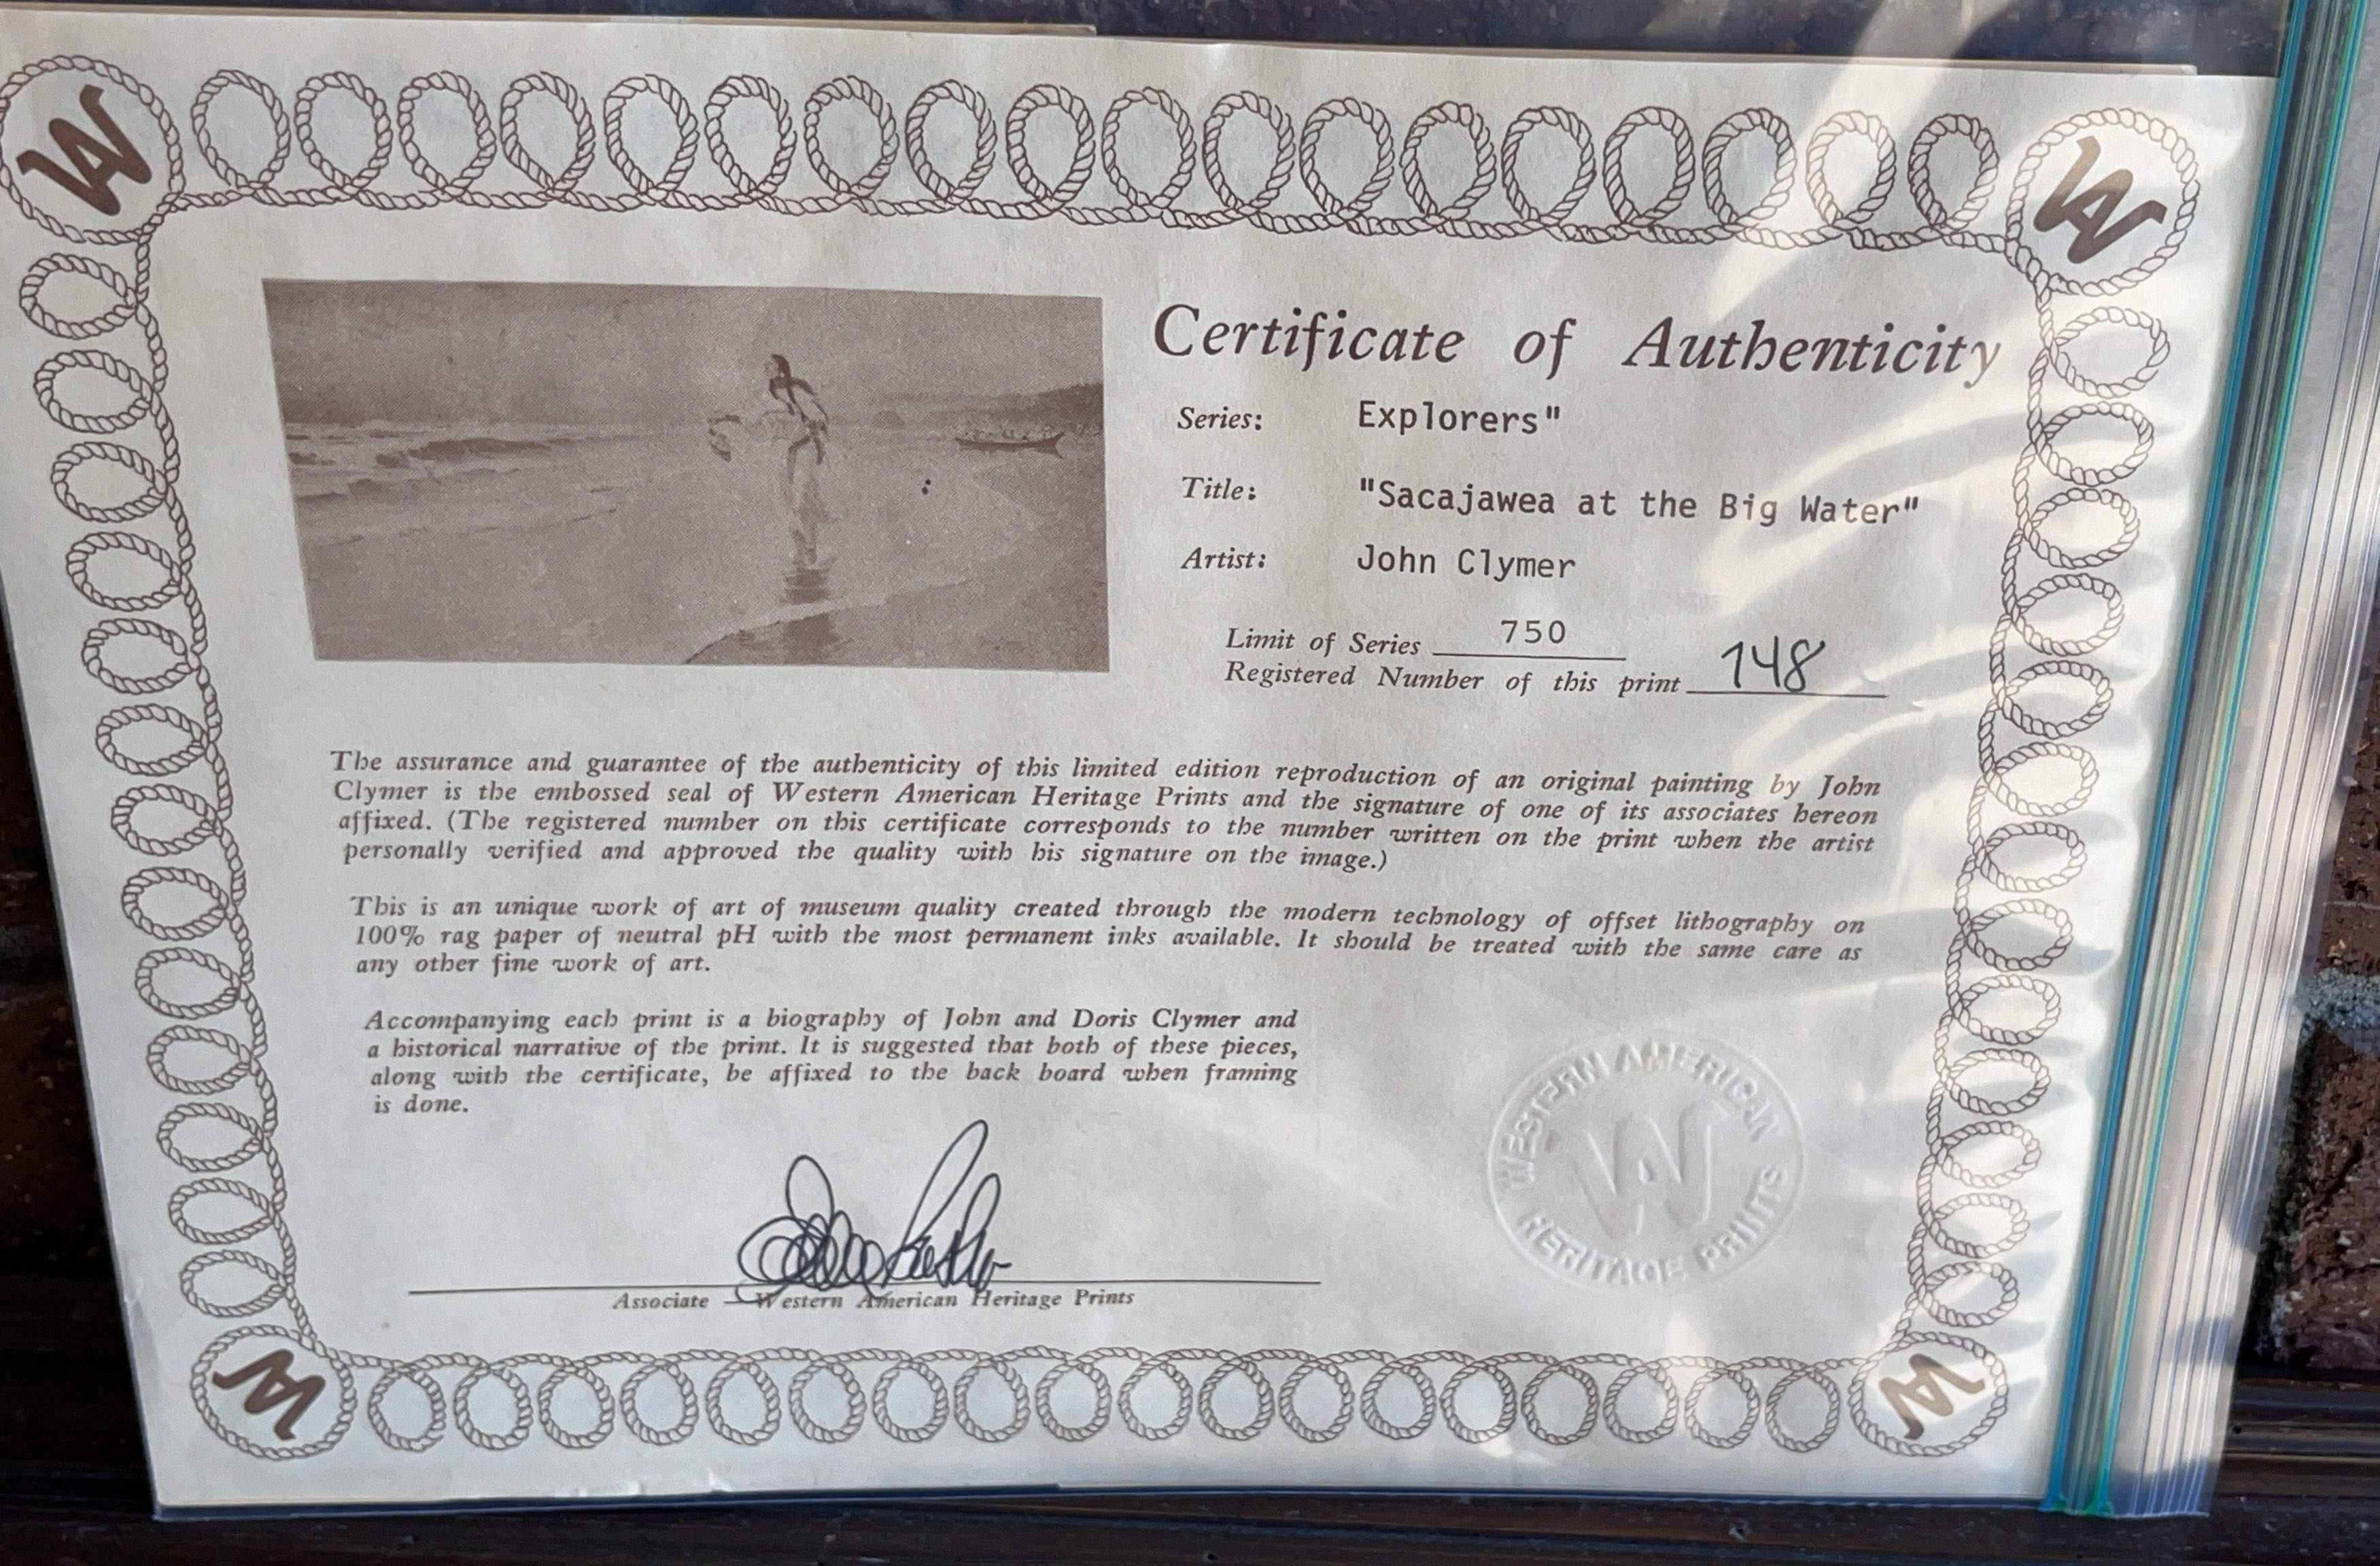 Certificate of Authenticity
Series: Explorers"
Title: "Sacajawea at the Big Water"
Artist: John Clymer
Limit of Series 750
Registered Number of this print 148
The assurance and guarantee of the authenticity of this limited edition reproduction of an original painting by John
Clymer is the embossed seal of Western American Heritage Prints and the signature of one of its associates hereon
affixed. (The registered number on this certificate corresponds to the number written on the print when the artist
personally verified and approved the quality with his signature on the image.)
This is an unique work of art of museum quality created through the modern technology of offset lithography on
100% rag paper of neutral pH with the most permanent inks available. It should be treated with the same care as
any other fine work of art.
Accompanying each print is a biography of John and Doris Clymer and
a historical narrative of the print. It is suggested that both of these pieces,
along with the certificate, be affixed to the back board when framing
is done.
WESTERN AMERICAN
HERITAGE PRINTS
Associate — Western American Heritage Prints